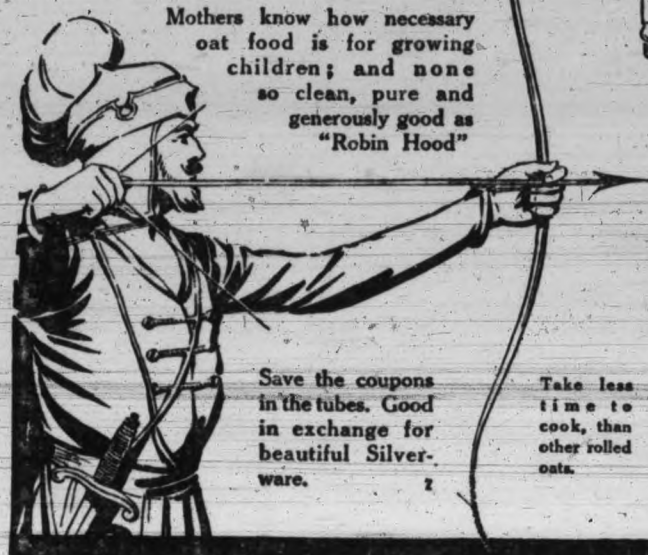 Mothers know how necessary
oat food is for growing
children; and none
so clean, pure and
generously good as
"Robin Hood"
Save the coupons
in the tubes. Good
in exchange for
beautiful Silver-
ware. 2
Take less
time to
cook, than
other rolled
oats.